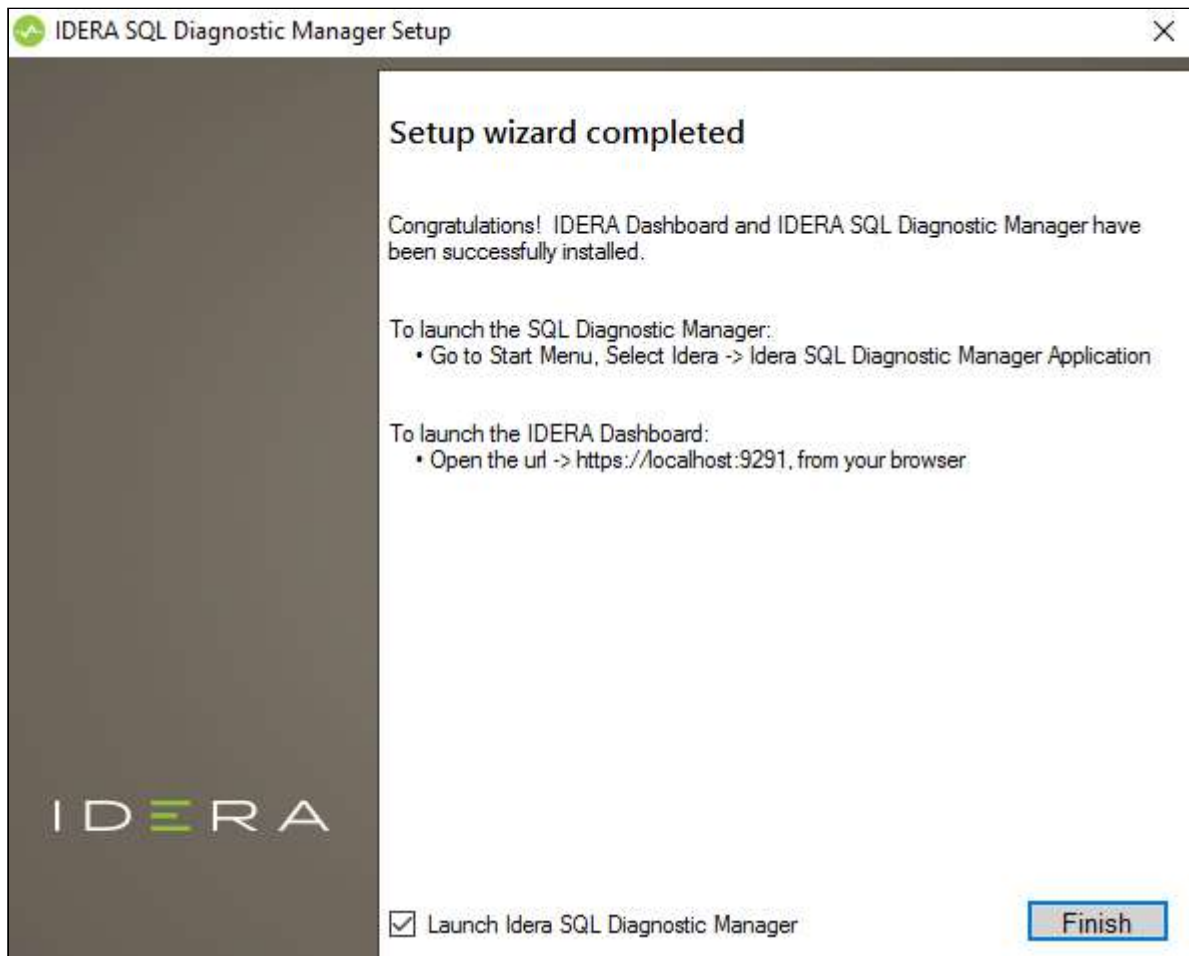 IDERA SQL Diagnostic Manager Setup
Setup wizard completed
Congratulations! IDERA Dashboard and IDERA SQL Diagnostic Manager have
been successfully installed.
To launch the SQL Diagnostic Manager:
• Go to Start Menu, Select Idera -> Idera SQL Diagnostic Manager Application
To launch the IDERA Dashboard:
• Open the url -> https://localhost:9291, from your browser
IDERA
Launch Idera SQL Diagnostic Manager
Finish